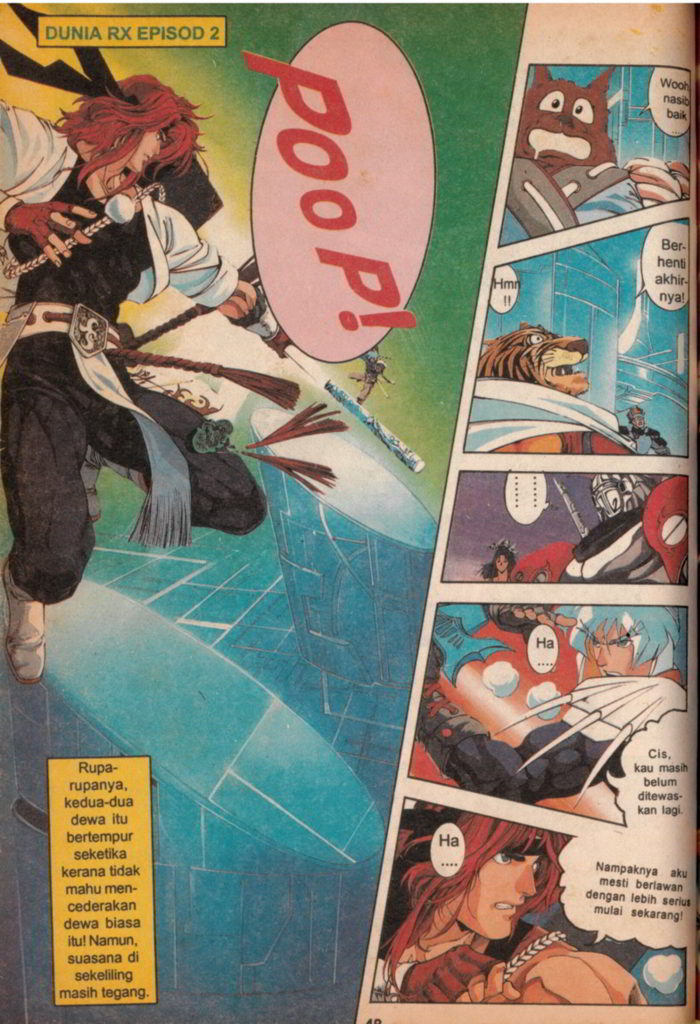 DUNIA RX EPISOD 2
POOP!
Wooh
nasib
baik
...
Ber-
henti
akhir-
nya!
Hmn
!!
Ha
....
Cis,
kau masih
belum
ditewas-
kan lagi.
Ha
....
Nampaknya aku
mesti berlawan
dengan lebih serius
mulai sekarang!
Rupa-
rupanya,
kedua-dua
dewa itu
bertempur
seketika
kerana tidak
mahu men-
cederakan
dewa biasa
itu! Namun,
suasana di
sekeliling
masih tegang.